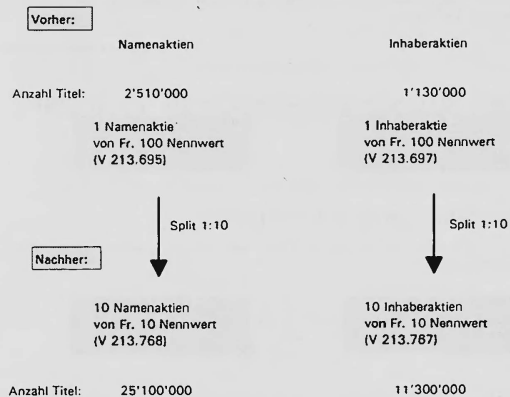 Vorher:
Namenaktien Inhaberaktien
Anzahl Titel: 2'510'000 1'130'000
1 Namenaktie 1 Inhaberaktie
von Fr. 100 Nennwert von Fr. 100 Nennwert
(V 213.695) (V 213.697)
Split 1:10 Split 1:10
Nachher:
10 Namenaktien 10 Inhaberaktien
von Fr. 10 Nennwert von Fr. 10 Nennwert
(V 213.768) (V 213.787)
Anzahl Titel: 25'100'000 11'300'000